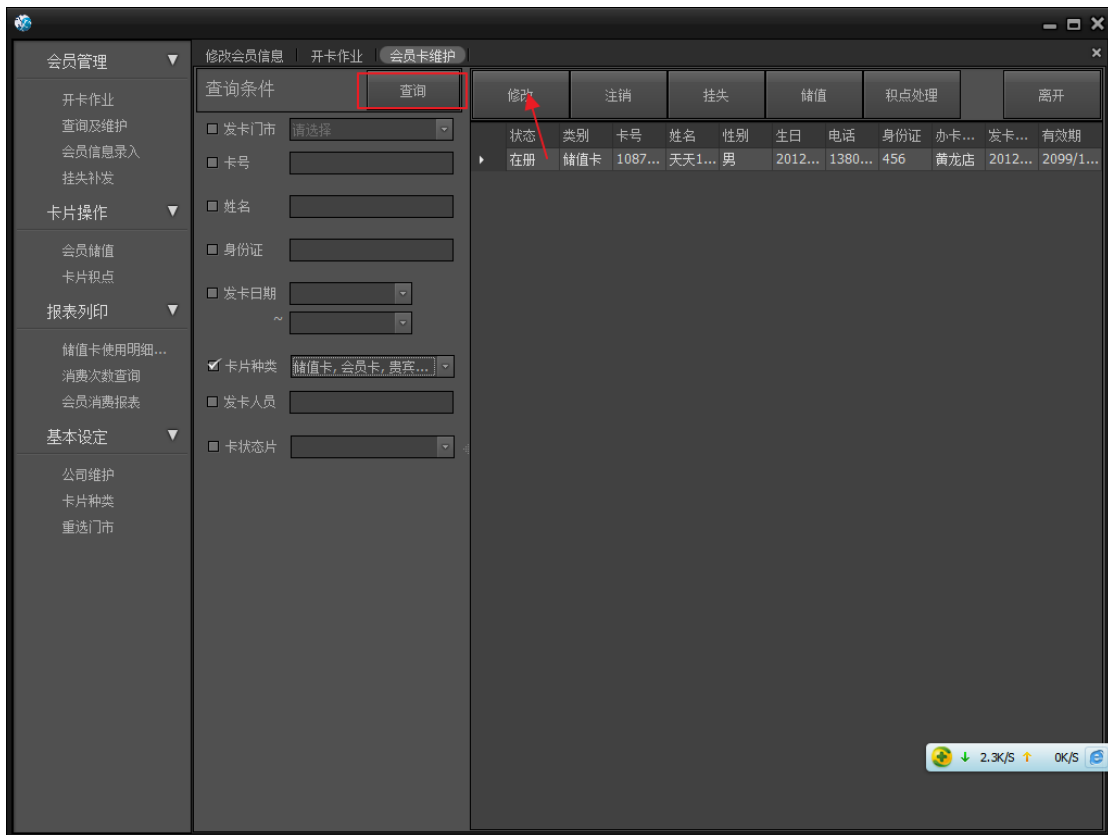 会员管理 ▼
开卡作业
查询及维护
会员信息录入
挂失补发
卡片操作 ▼
会员储值
卡片积点
报表列印 ▼
储值卡使用明细...
消费次数查询
会员消费报表
基本设定 ▼
公司维护
卡片种类
重选门市
修改会员信息 开卡作业 会员卡维护
查询条件 查询
发卡门市 请选择
卡号
姓名
身份证
发卡日期
~
卡片种类 储值卡, 会员卡, 贵宾...
发卡人员
卡状态片
修改 注销 挂失 储值 积点处理 离开
状态 类别 卡号 姓名 性别 生日 电话 身份证 办卡... 发卡... 有效期
在册 储值卡 1087... 天天1... 男 2012... 1380... 456 黄龙店 2012... 2099/1...
↓ 2.3K/S ↑ 0K/S